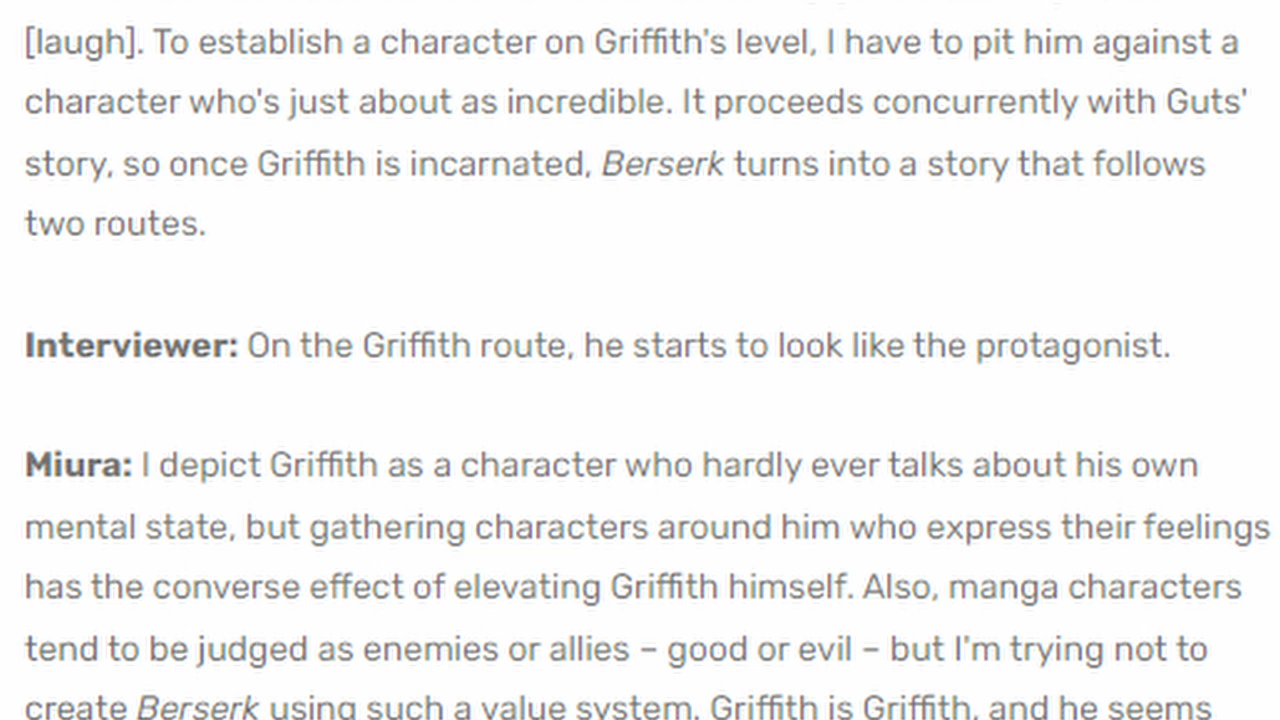 [laugh]. To establish a character on Griffith's level, I have to pit him against a
character who's just about as incredible. It proceeds concurrently with Guts'
story, so once Griffith is incarnated, Berserk turns into a story that follows
two routes.
Interviewer: On the Griffith route, he starts to look like the protagonist.
Miura: I depict Griffith as a character who hardly ever talks about his own
mental state, but gathering characters around him who express their feelings
has the converse effect of elevating Griffith himself. Also, manga characters
tend to be judged as enemies or allies – good or evil – but I'm trying not to
create Berserk using such a value system. Griffith is Griffith, and he seems